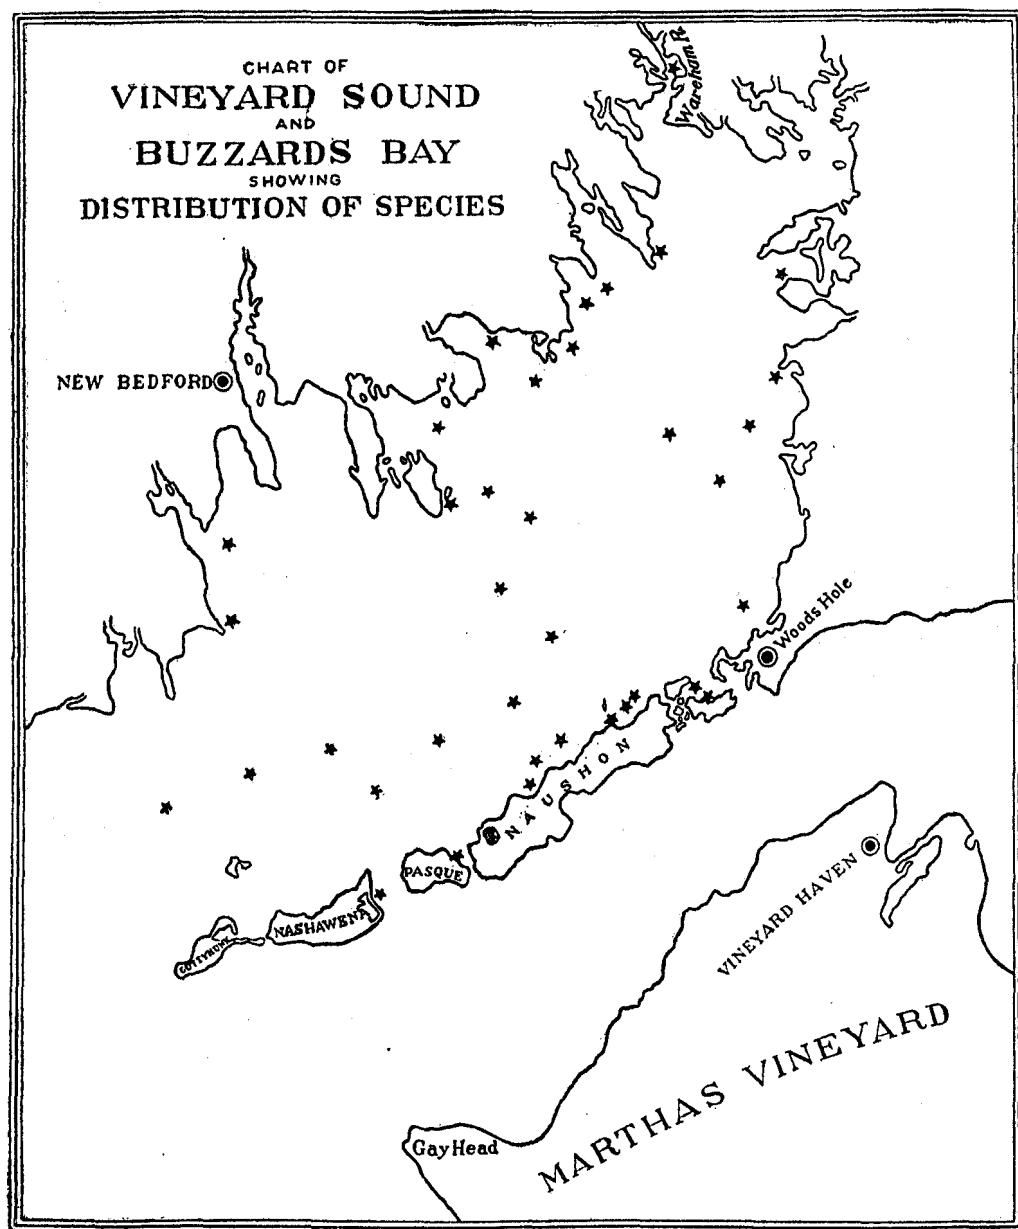 CHART OF
VINEYARD SOUND
AND
BUZZARDS BAY
SHOWING
DISTRIBUTION OF SPECIES
Wareham R
NEW BEDFORD
Woods Hole
NAUSHON
PASQUE
NASHAWENA
CUTTYHUNK
VINEYARD HAVEN
MARTHAS VINEYARD
Gay Head